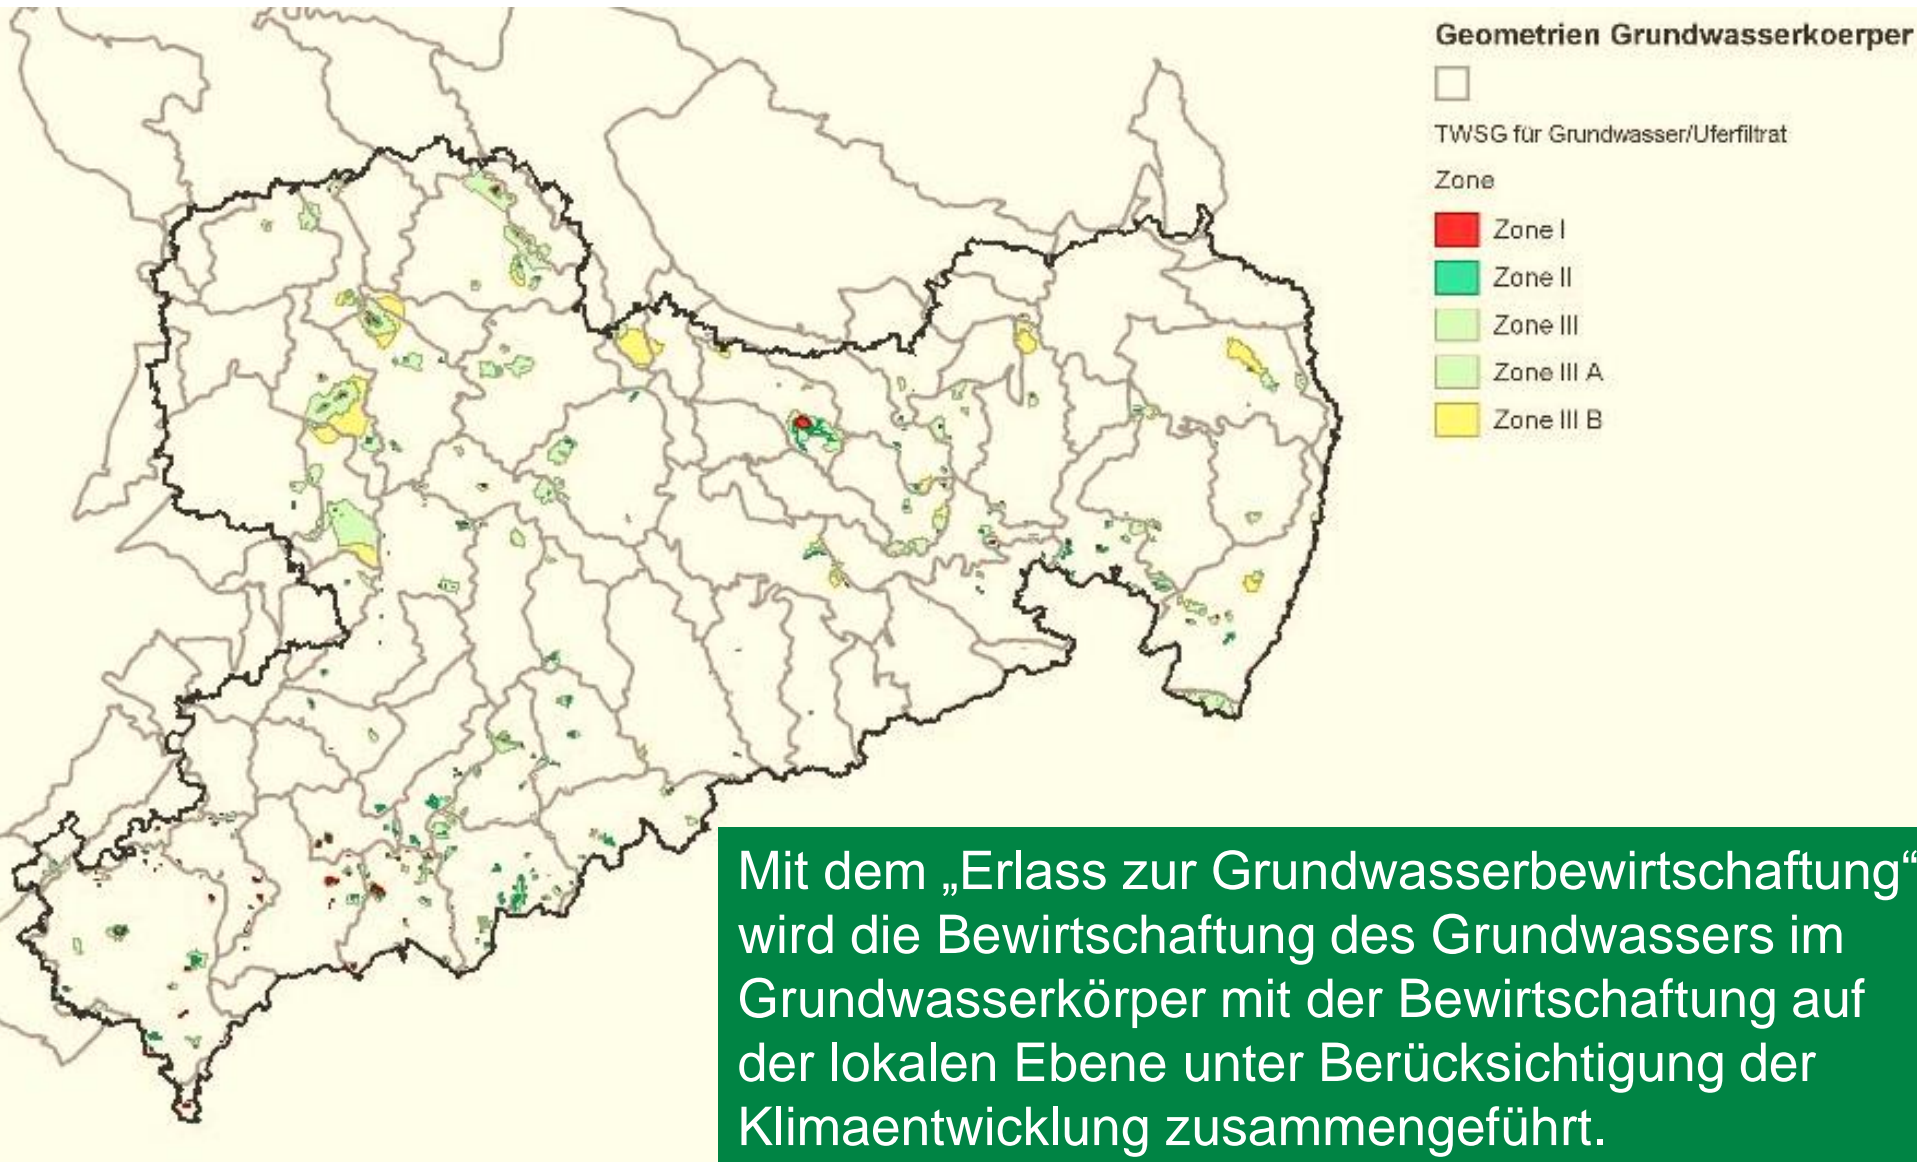 Geometrien Grundwasserkoerper
TWSG für Grundwasser/Uferfiltrat
Zone
Zone I
Zone II
Zone III
Zone III A
Zone III B
Mit dem „Erlass zur Grundwasserbewirtschaftung“
wird die Bewirtschaftung des Grundwassers im
Grundwasserkörper mit der Bewirtschaftung auf
der lokalen Ebene unter Berücksichtigung der
Klimaentwicklung zusammengeführt.